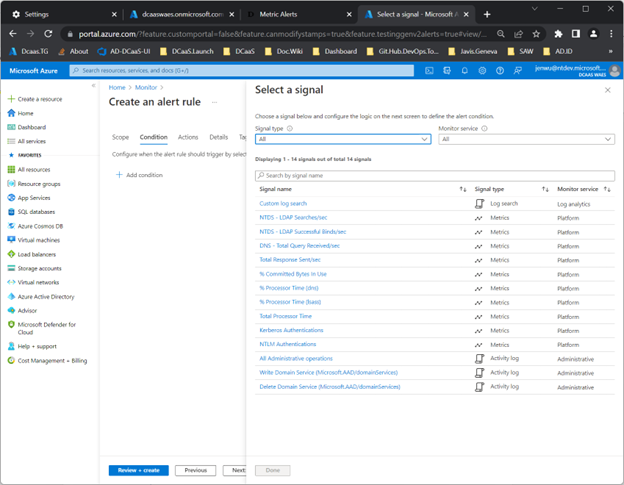 Settings
dcaaswaes.onmicrosoft.com
Metric Alerts
Select a signal - Microsoft A
portal.azure.com/?feature.customportal=false&feature.canmodifystamps=true&feature.testinggenv2alerts=true#view/...
Dcaas.TG
About
AD-DCaaS-UI
DCaaS.Launch
DCaaS
Doc.Wiki
Dashboard
Git.Hub.DevOps.To...
Javis.Geneva
SAW
AD.ID
Microsoft Azure
Search resources, services, and docs (G+/)
jenwu@ntdev.microsoft....
DCAAS WAES
Create a resource
Home
Dashboard
All services
FAVORITES
All resources
Resource groups
App Services
SQL databases
Azure Cosmos DB
Virtual machines
Load balancers
Storage accounts
Virtual networks
Azure Active Directory
Advisor
Microsoft Defender for
Cloud
Help + support
Cost Management + Billing
Home > Monitor >
Create an alert rule
Scope Condition Actions Details Ta
Configure when the alert rule should trigger by selec
Add condition
Review + create
Previous
Next:
Select a signal
Choose a signal below and configure the logic on the next screen to define the alert condition.
Signal type
Monitor service
All
All
Displaying 1 - 14 signals out of total 14 signals
Search by signal name
Signal name Signal type Monitor service
Custom log search Log search Log analytics
NTDS - LDAP Searches/sec Metrics Platform
NTDS - LDAP Successful Binds/sec Metrics Platform
DNS - Total Query Received/sec Metrics Platform
Total Response Sent/sec Metrics Platform
% Committed Bytes In Use Metrics Platform
% Processor Time (dns) Metrics Platform
% Processor Time (lsass) Metrics Platform
Total Processor Time Metrics Platform
Kerberos Authentications Metrics Platform
NTLM Authentications Metrics Platform
All Administrative operations Activity log Administrative
Write Domain Service (Microsoft.AAD/domainServices) Activity log Administrative
Delete Domain Service (Microsoft.AAD/domainServices) Activity log Administrative
Done